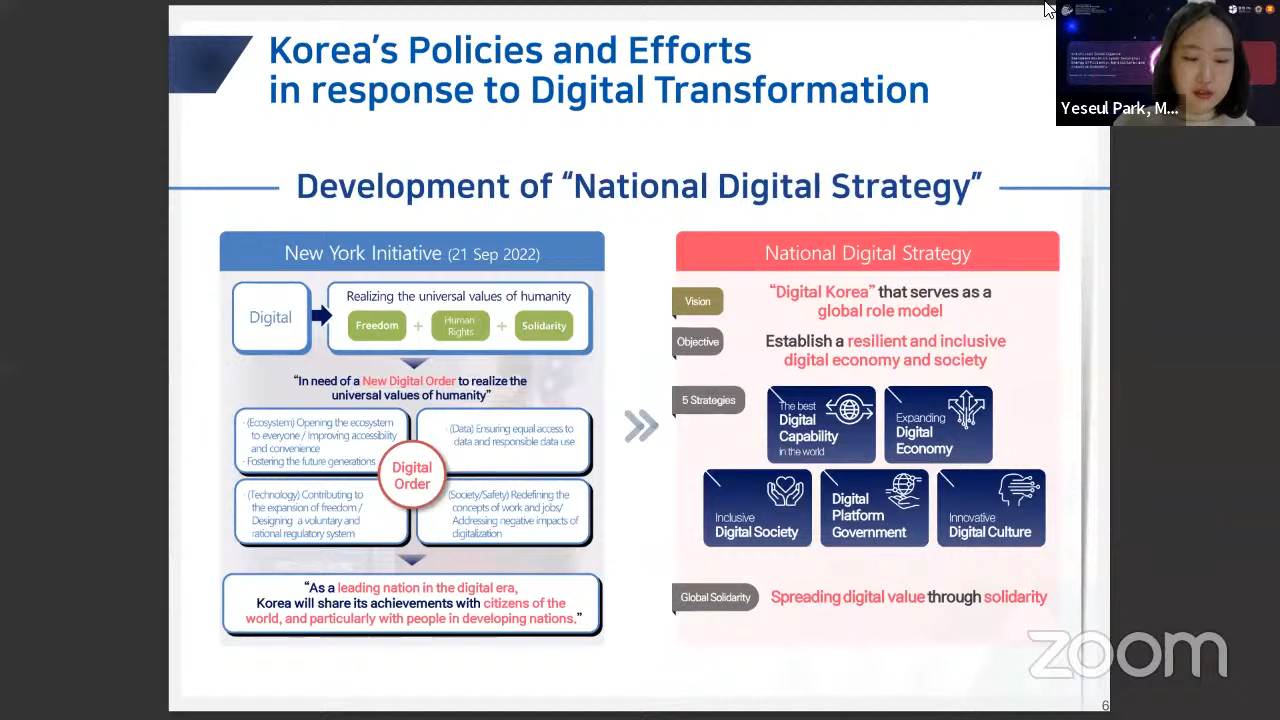 Korea's Policies and Efforts
in response to Digital Transformation
Yeseul Park, M...
Development of “National Digital Strategy”
New York Initiative (21 Sep 2022)
Digital
Realizing the universal values of humanity
Freedom + Human Rights + Solidarity
“In need of a New Digital Order to realize the
universal values of humanity”
· (Ecosystem) Opening the ecosystem
to everyone / Improving accessibility
and convenience
· Fostering the future generations
· (Data) Ensuring equal access to
data and responsible data use
Digital
Order
· (Technology) Contributing to
the expansion of freedom /
Designing a voluntary and
rational regulatory system
(Society/Safety) Redefining the
concepts of work and jobs/
Addressing negative impacts of
digitalization
“As a leading nation in the digital era,
Korea will share its achievements with citizens of the
world, and particularly with people in developing nations.”
National Digital Strategy
Vision
“Digital Korea” that serves as a
global role model
Objective
Establish a resilient and inclusive
digital economy and society
5 Strategies
The best
Digital
Capability
in the world
Expanding
Digital
Economy
Inclusive
Digital Society
Digital
Platform
Government
Innovative
Digital Culture
Global Solidarity
Spreading digital value through solidarity
zoom
6